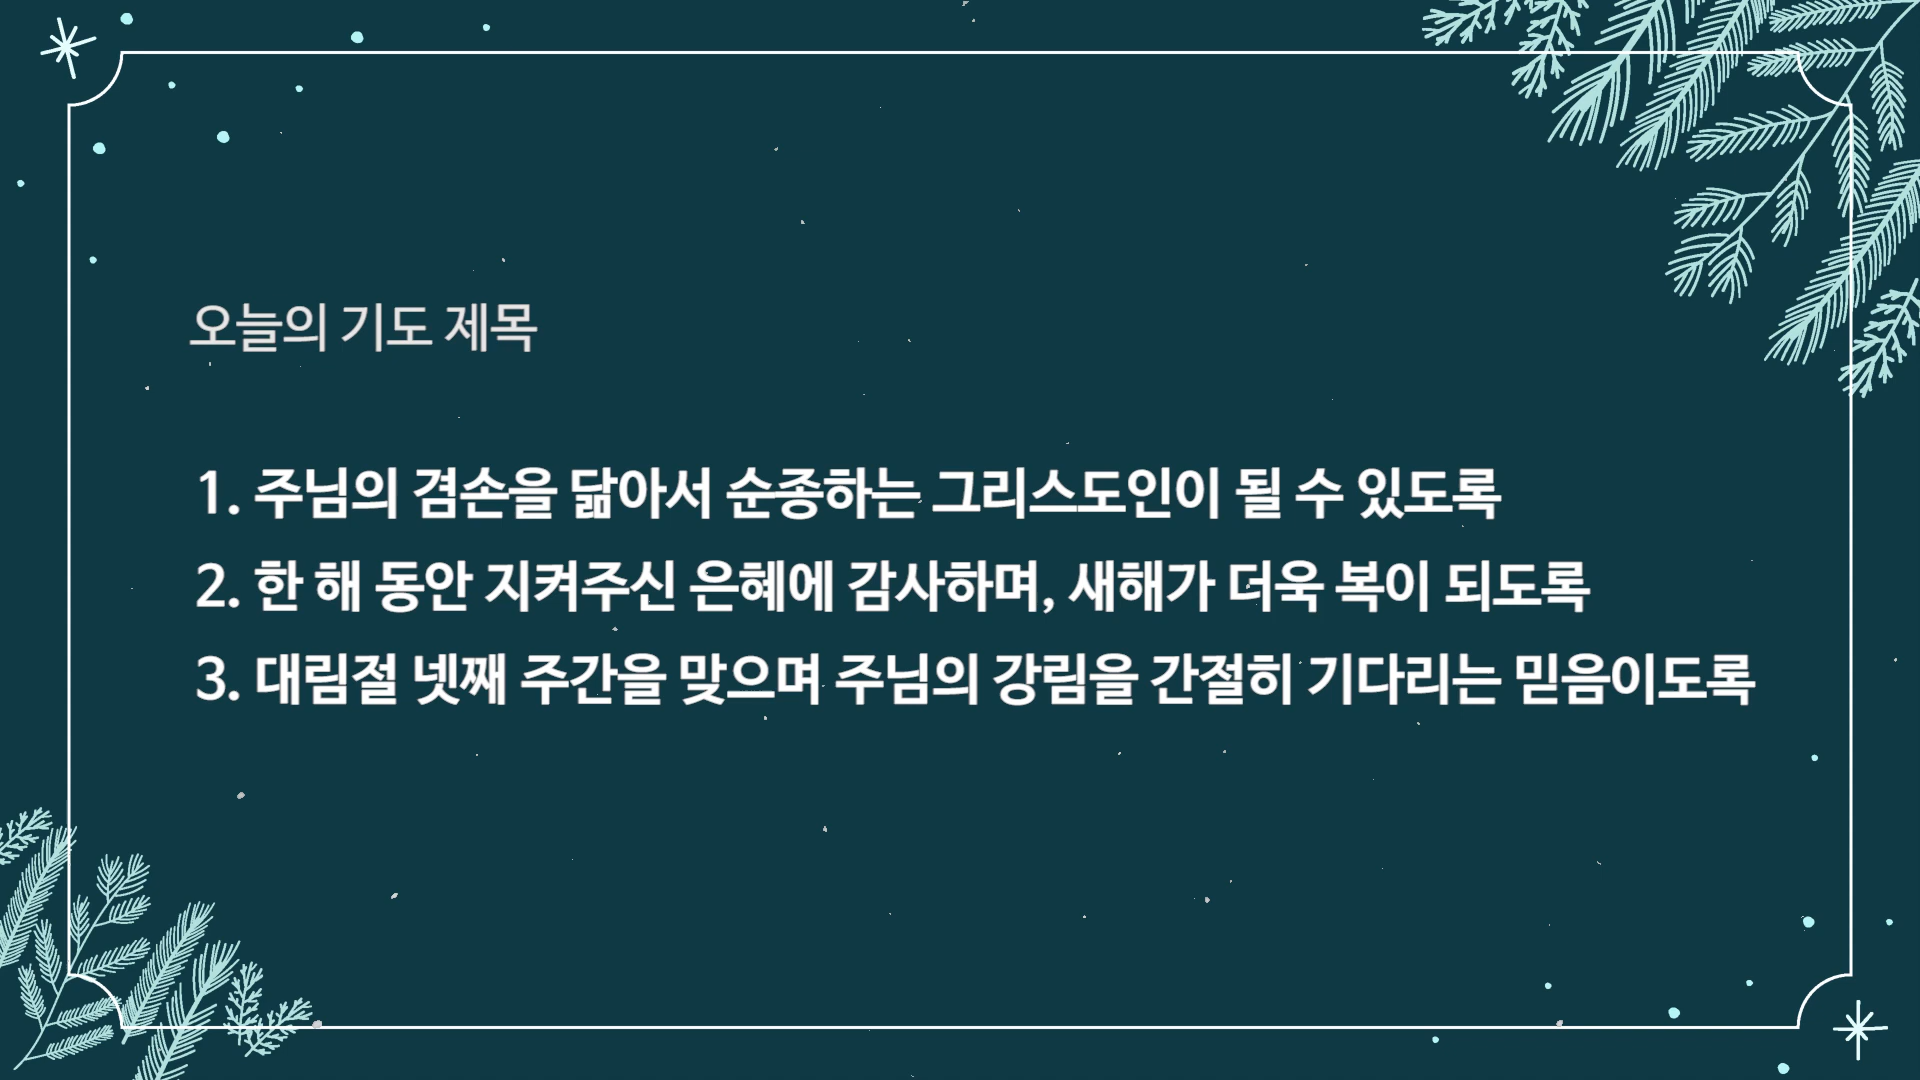 오늘의 기도 제목
1. 주님의 겸손을 닮아서 순종하는 그리스도인이 될 수 있도록
2. 한 해 동안 지켜주신 은혜에 감사하며, 새해가 더욱 복이 되도록
3. 대림절 넷째 주간을 맞으며 주님의 강림을 간절히 기다리는 믿음이도록